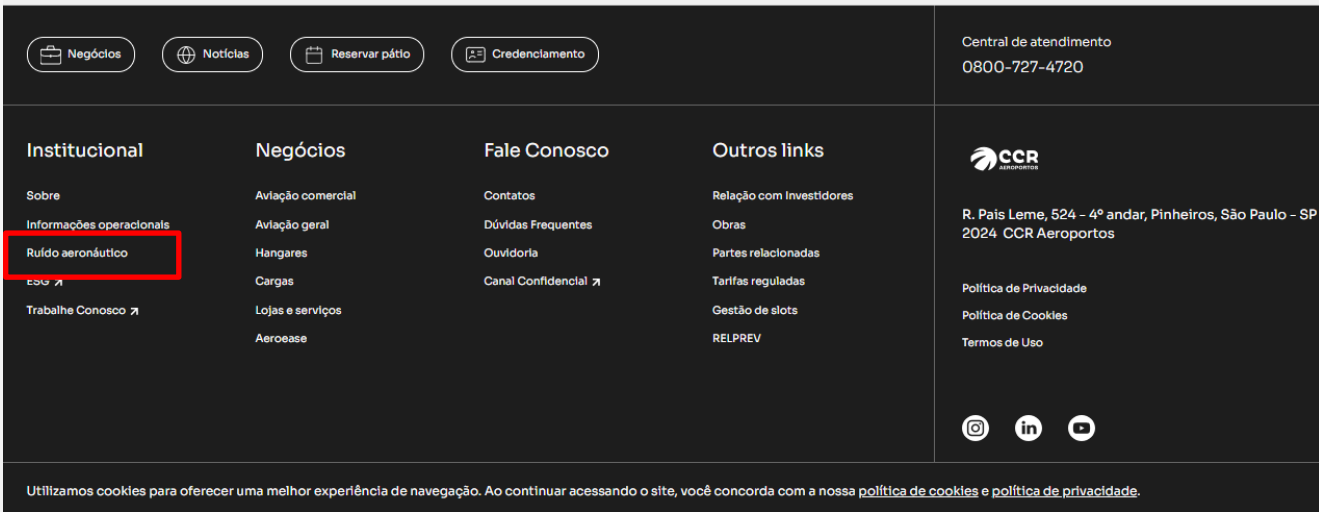 Negócios
Notícias
Reservar pátio
Credenciamento
Central de atendimento
0800-727-4720
Institucional
Sobre
Informações operacionais
Ruído aeronáutico
ESG
Trabalhe Conosco
Negócios
Aviação comercial
Aviação geral
Hangares
Cargas
Lojas e serviços
Aeroease
Fale Conosco
Contatos
Dúvidas Frequentes
Ouvidoria
Canal Confidencial
Outros links
Relação com Investidores
Obras
Partes relacionadas
Tarifas reguladas
Gestão de slots
RELPREV
CCR
AEROPORTOS
R. Pais Leme, 524 - 4º andar, Pinheiros, São Paulo - SP
2024 CCR Aeroportos
Política de Privacidade
Política de Cookies
Termos de Uso
in
Utilizamos cookies para oferecer uma melhor experiência de navegação. Ao continuar acessando o site, você concorda com a nossa política de cookies e política de privacidade.